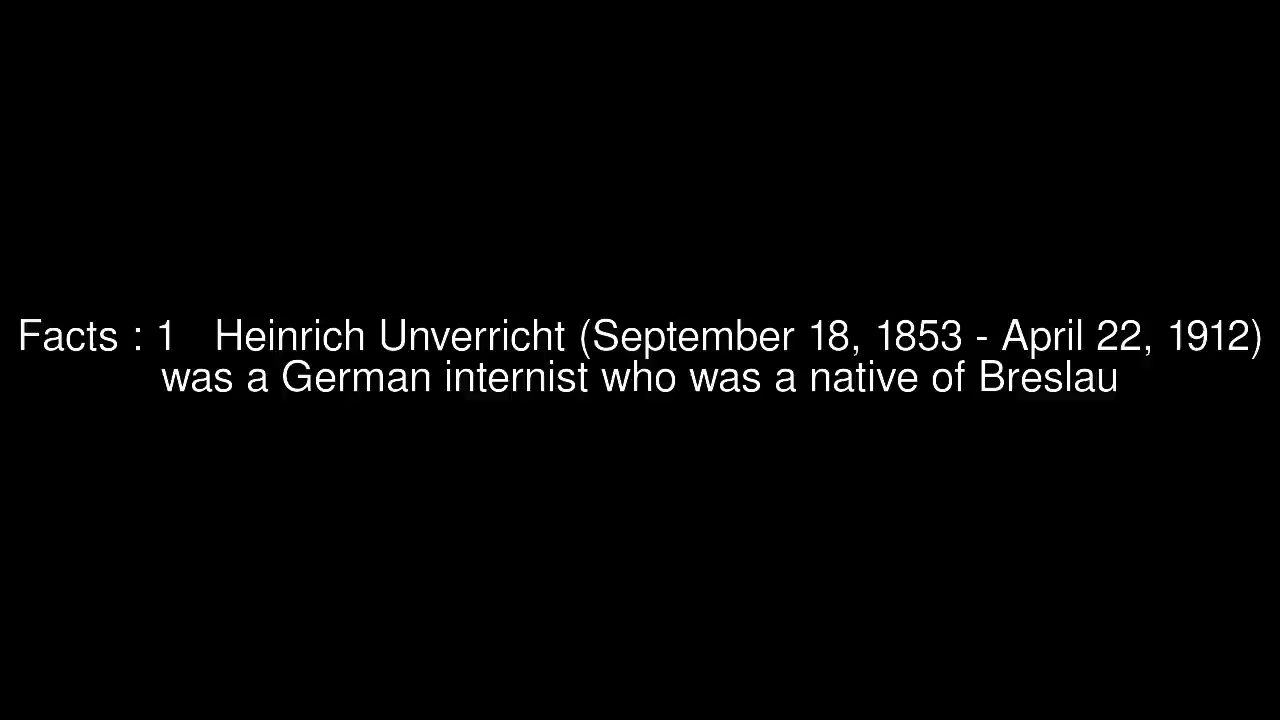 Facts : 1 Heinrich Unverricht (September 18, 1853 - April 22, 1912)
was a German internist who was a native of Breslau